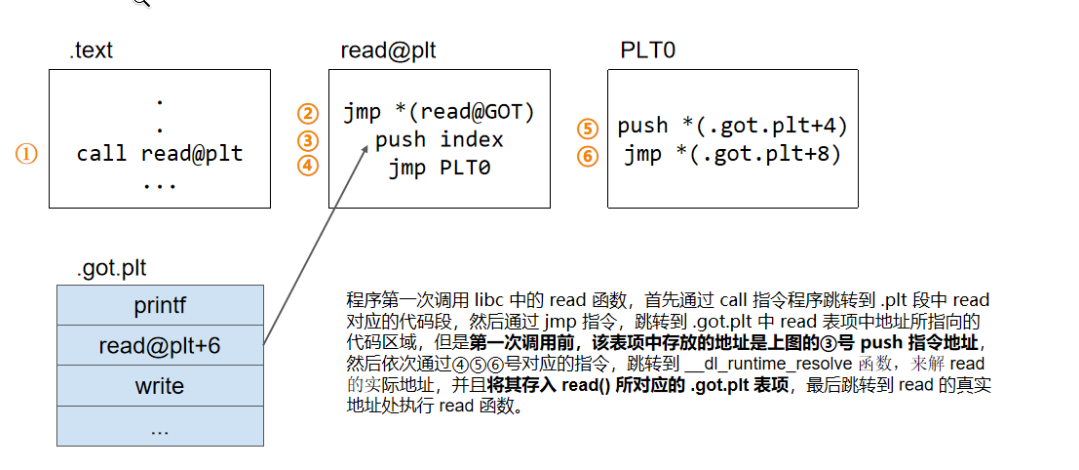 .text
read@plt
PLT0
.
.
① call read@plt
...
② jmp *(read@GOT)
③ push index
④ jmp PLT0
⑤ push *(.got.plt+4)
⑥ jmp *(.got.plt+8)
.got.plt
printf
read@plt+6
write
...
程序第一次调用 libc 中的 read 函数，首先通过 call 指令程序跳转到 .plt 段中 read
对应的代码段，然后通过 jmp 指令，跳转到 .got.plt 中 read 表项中地址所指向的
代码区域，但是第一次调用前，该表项中存放的地址是上图的③号 push 指令地址，
然后依次通过④⑤⑥号对应的指令，跳转到 __dl_runtime_resolve 函数，来解 read
的实际地址，并且将其存入 read() 所对应的 .got.plt 表项，最后跳转到 read 的真实
地址处执行 read 函数。